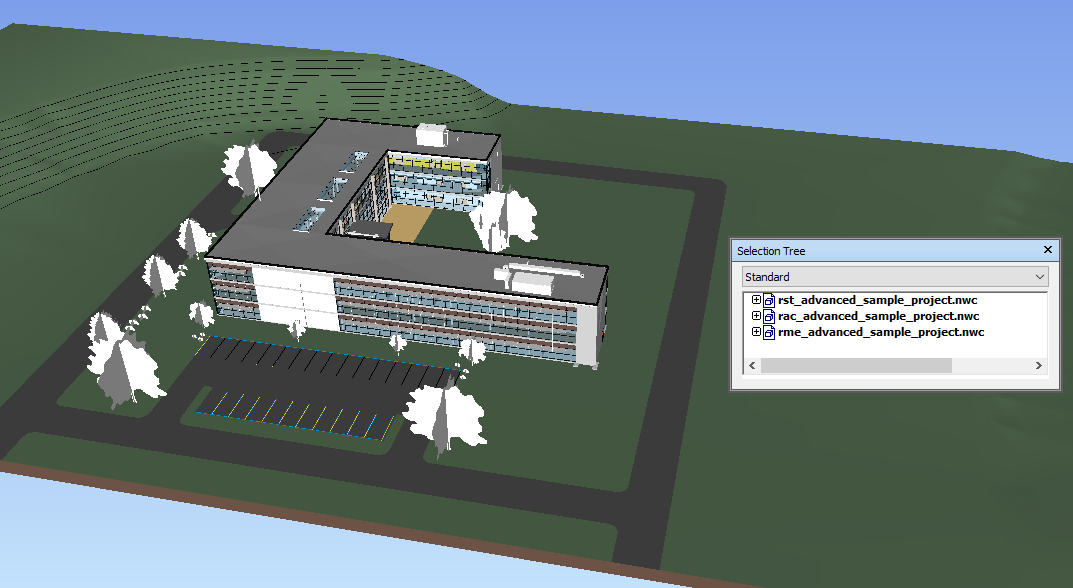 Selection Tree
Standard
rst_advanced_sample_project.nwc
rac_advanced_sample_project.nwc
rme_advanced_sample_project.nwc